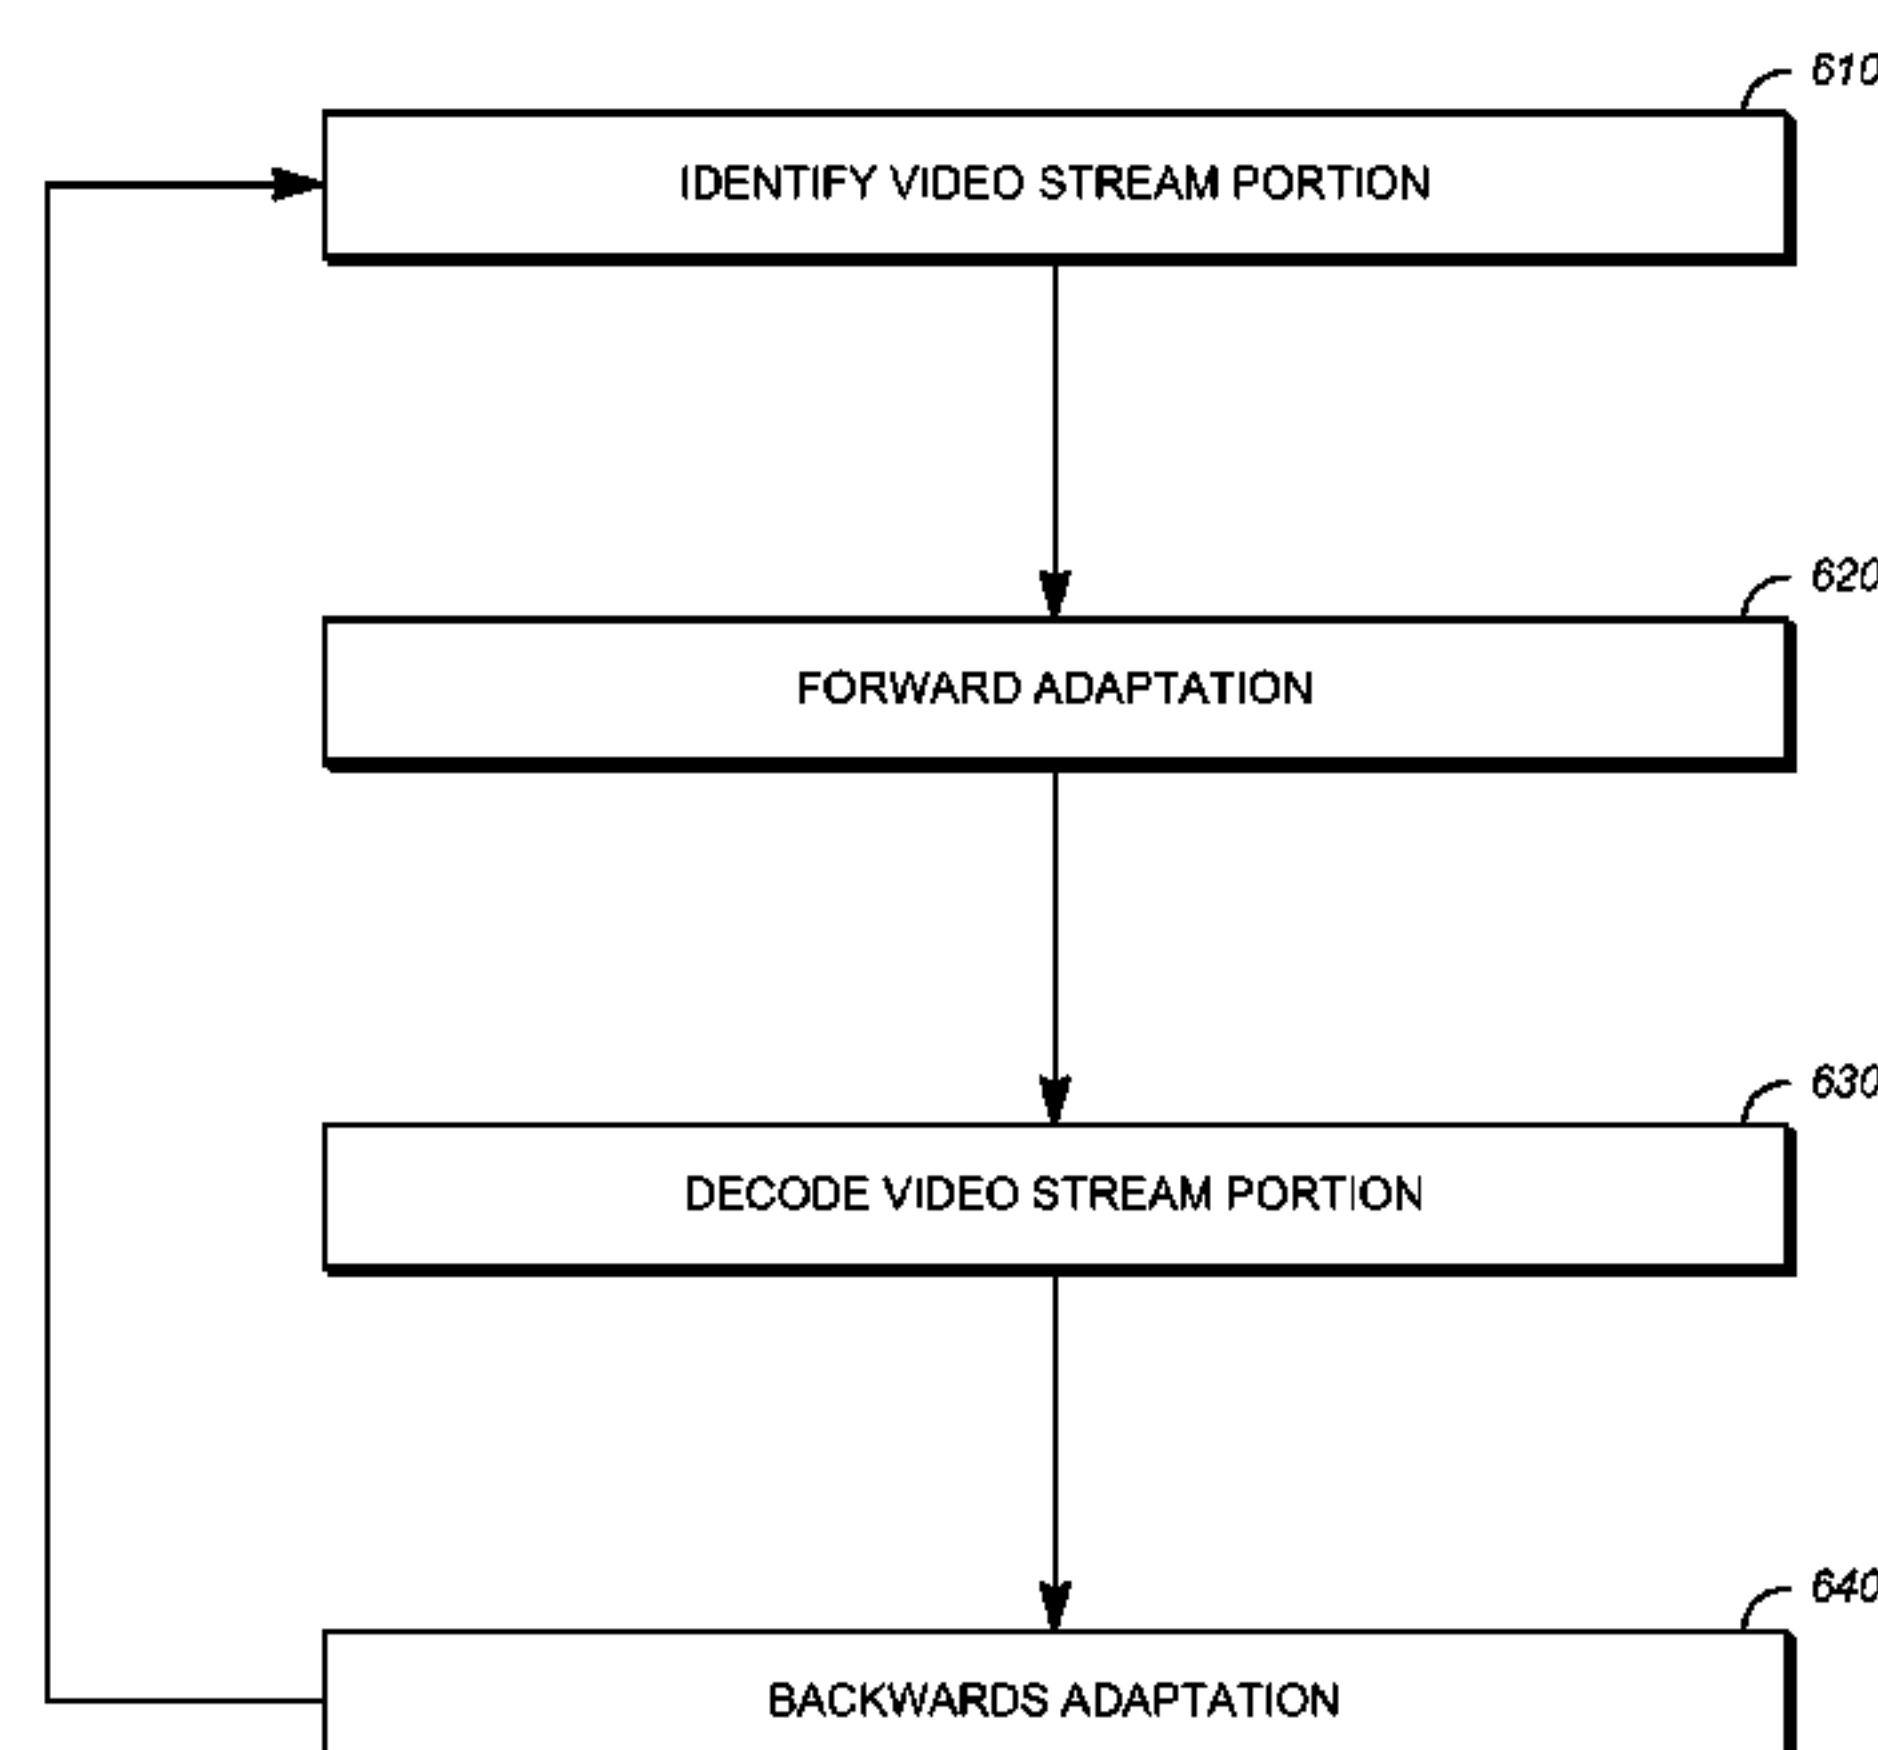 610
IDENTIFY VIDEO STREAM PORTION
620
FORWARD ADAPTATION
630
DECODE VIDEO STREAM PORTION
640
BACKWARDS ADAPTATION